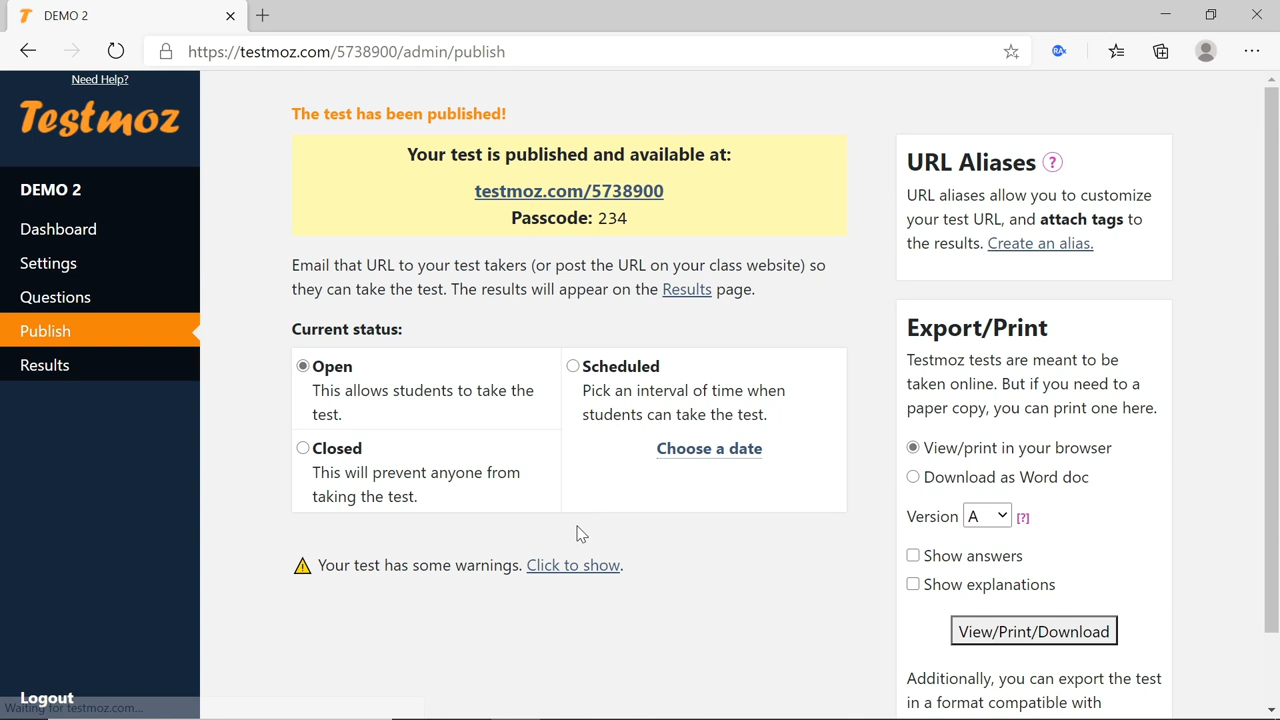 DEMO 2
https://testmoz.com/5738900/admin/publish
Need Help?
Testmoz
DEMO 2
Dashboard
Settings
Questions
Publish
Results
Logout
Waiting for testmoz.com...
The test has been published!
Your test is published and available at:
testmoz.com/5738900
Passcode: 234
Email that URL to your test takers (or post the URL on your class website) so
they can take the test. The results will appear on the Results page.
Current status:
Open
This allows students to take the
test.
Closed
This will prevent anyone from
taking the test.
Scheduled
Pick an interval of time when
students can take the test.
Choose a date
Your test has some warnings. Click to show.
URL Aliases ?
URL aliases allow you to customize
your test URL, and attach tags to
the results. Create an alias.
Export/Print
Testmoz tests are meant to be
taken online. But if you need to a
paper copy, you can print one here.
View/print in your browser
Download as Word doc
Version A [?]
Show answers
Show explanations
View/Print/Download
Additionally, you can export the test
in a format compatible with